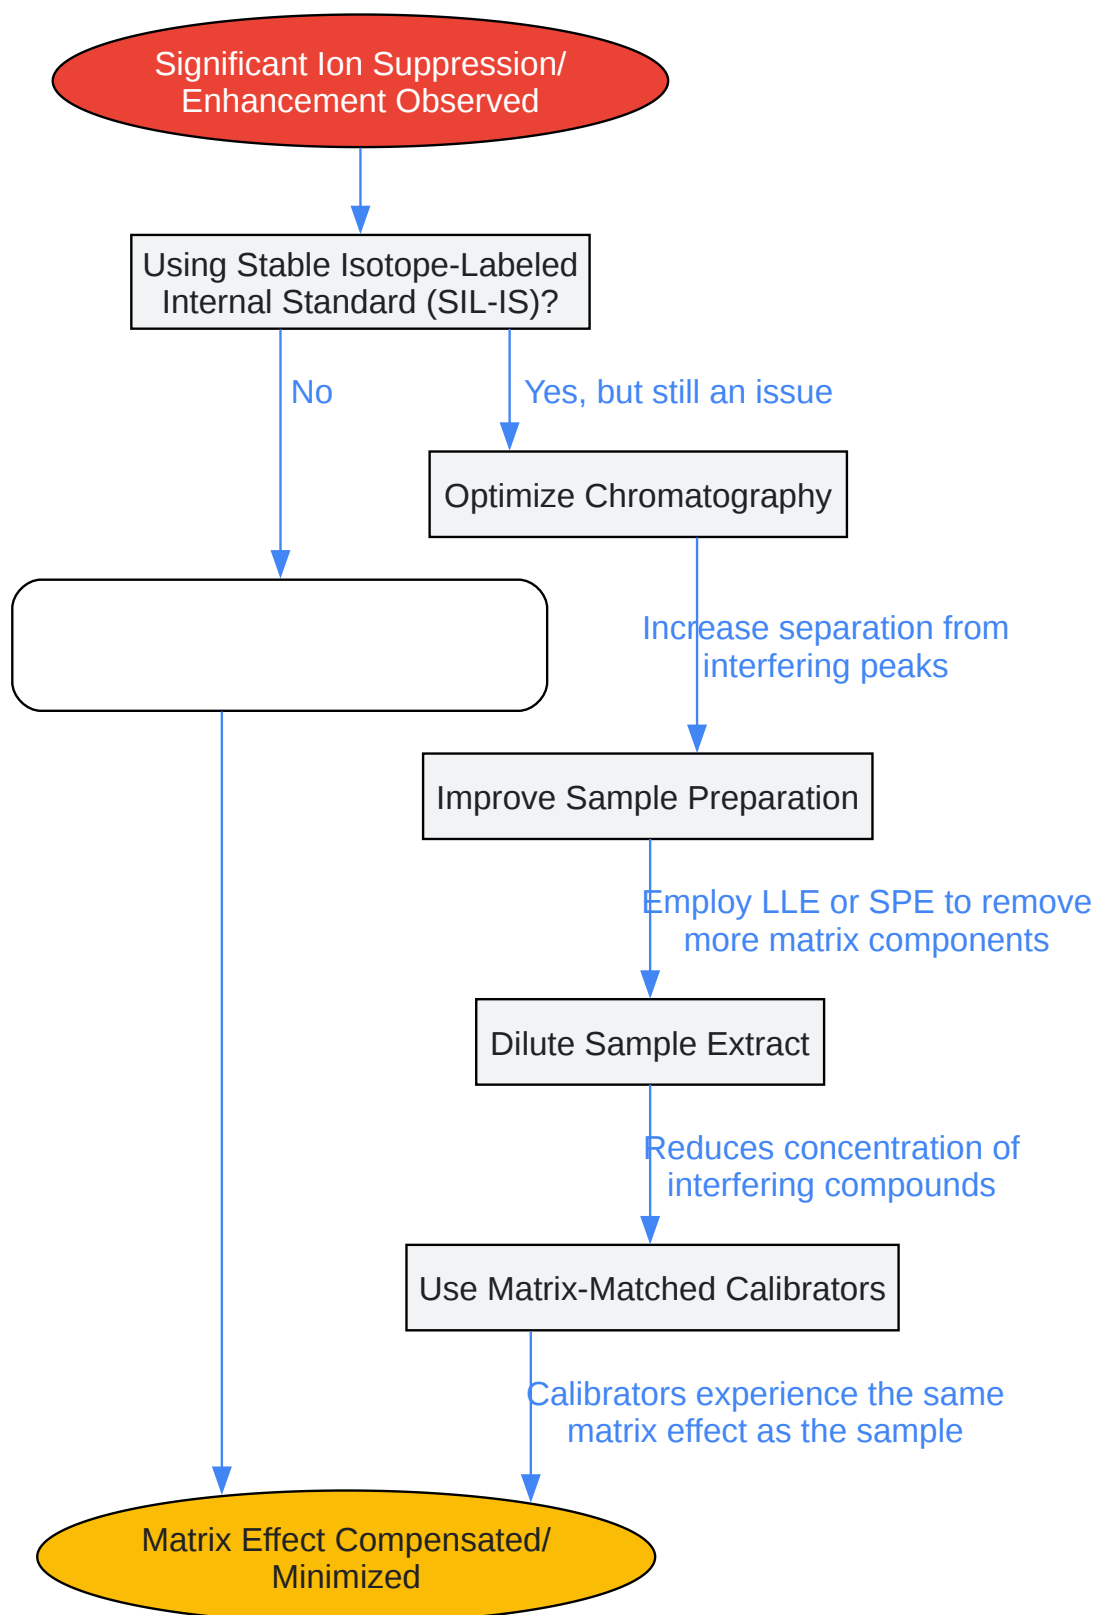 Significant Ion Suppression/
Enhancement Observed
Using Stable Isotope-Labeled
Internal Standard (SIL-IS)?
No
Yes, but still an issue
Optimize Chromatography
Increase separation from
interfering peaks
Improve Sample Preparation
Employ LLE or SPE to remove
more matrix components
Dilute Sample Extract
Reduces concentration of
interfering compounds
Use Matrix-Matched Calibrators
Calibrators experience the same
matrix effect as the sample
Matrix Effect Compensated/
Minimized